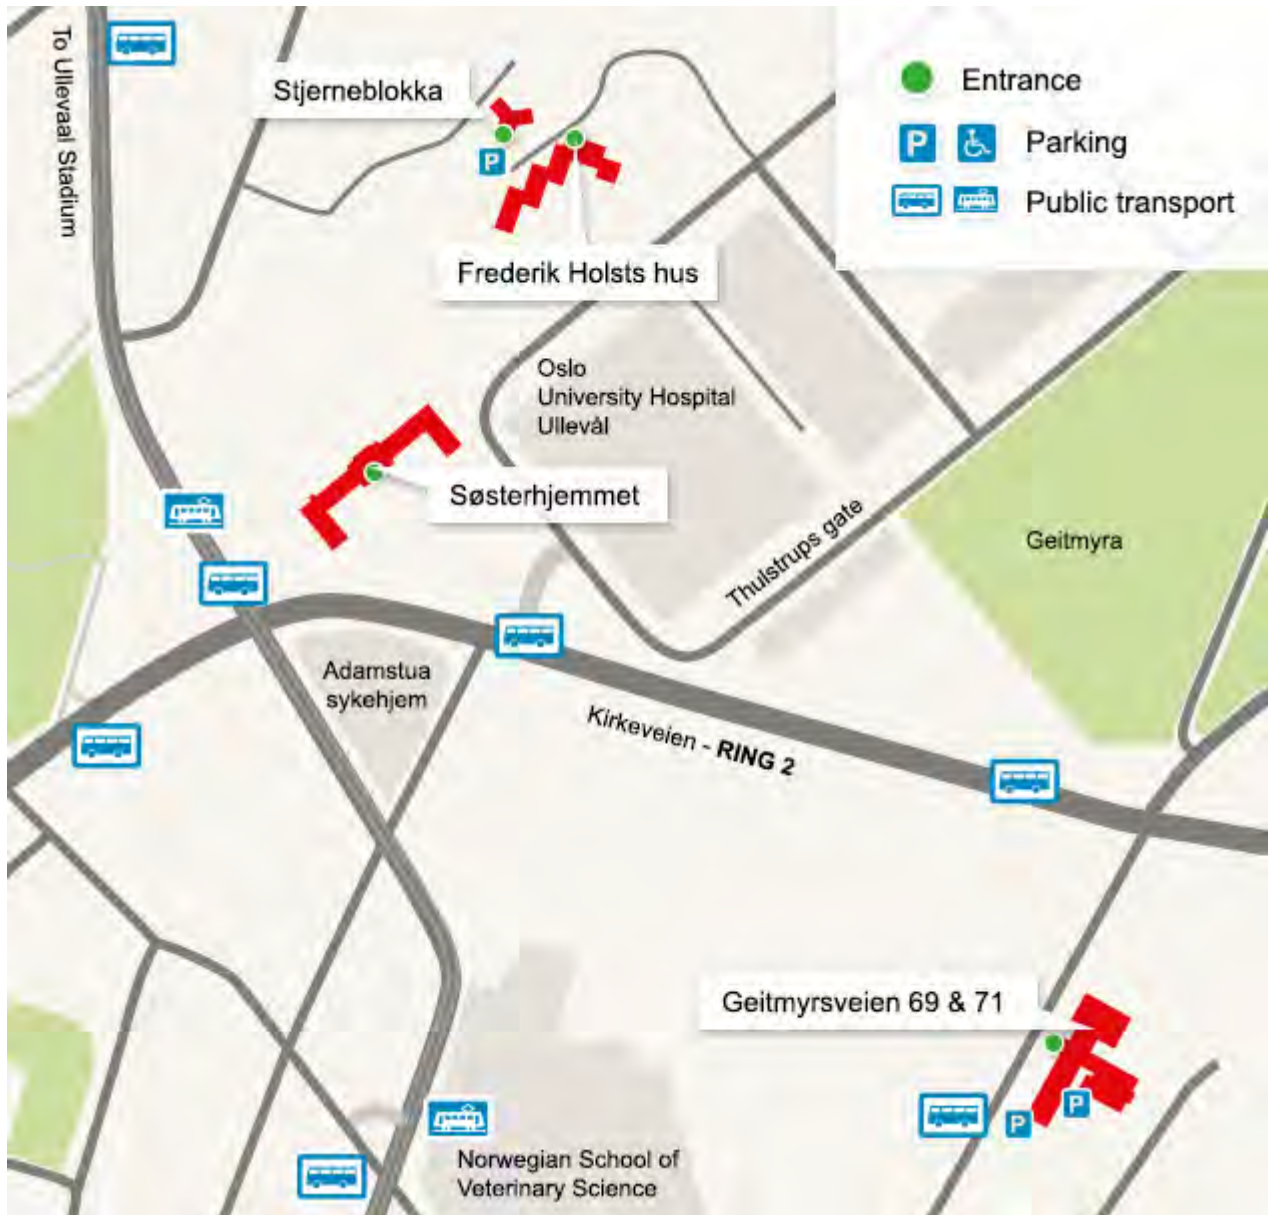 To Ullevaal Stadium
Stjerneblokka
Entrance
P
Parking
Public transport
P
Frederik Holsts hus
Oslo
University Hospital
Ullevål
Søsterhjemmet
Thulstrups gate
Geitmyra
Adamstua
sykehjem
Kirkeveien - RING 2
Geitmyrsveien 69 & 71
P
P
Norwegian School of
Veterinary Science